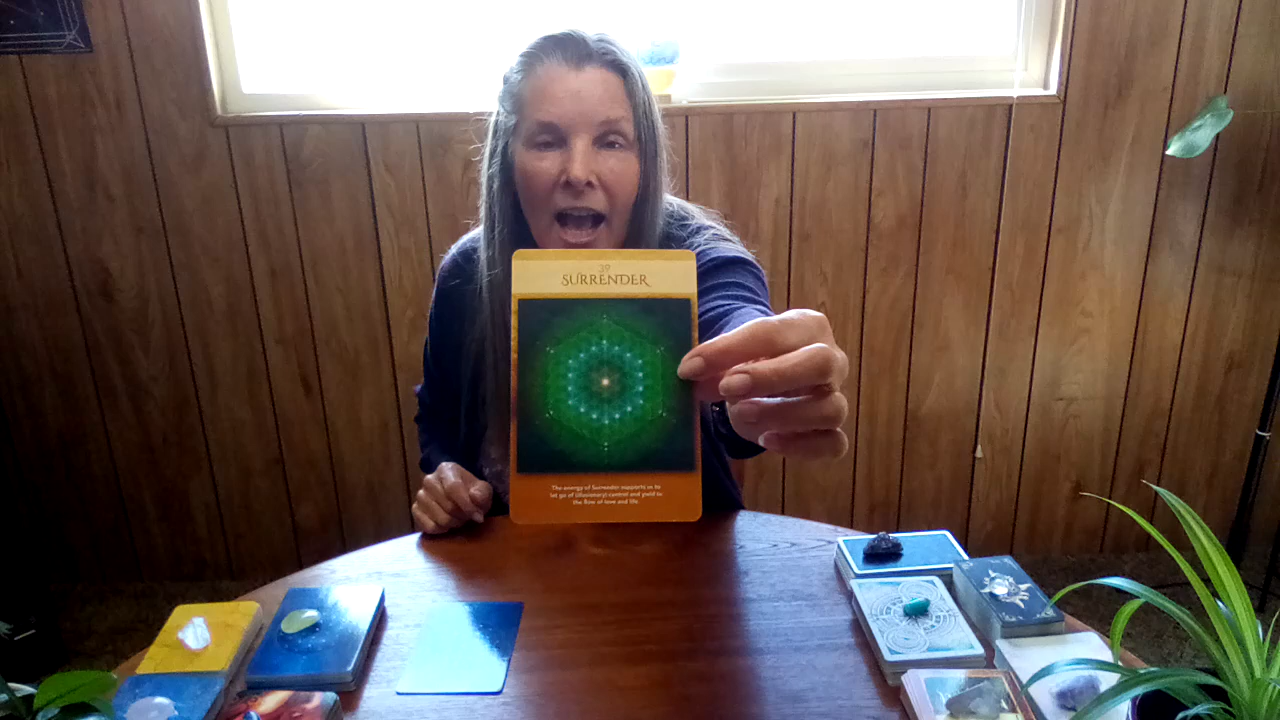 39
SURRENDER
The energy of Surrender supports us to
let go of (illusionary) control and yield to
the flow of love and life.